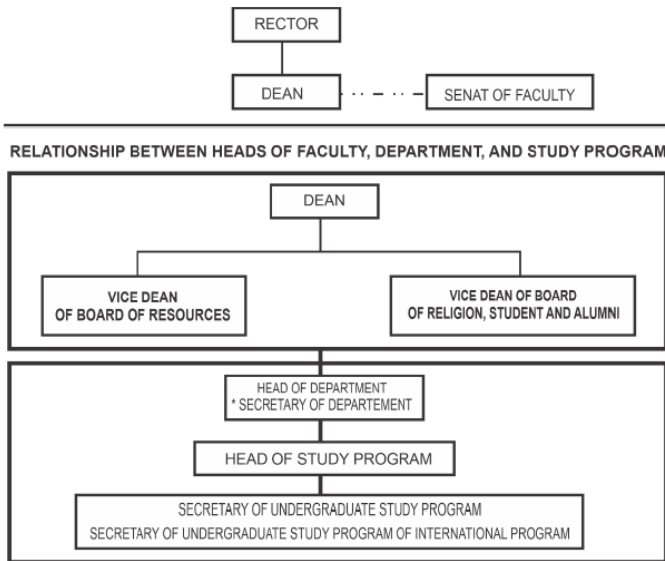 RECTOR
DEAN
SENAT OF FACULTY
RELATIONSHIP BETWEEN HEADS OF FACULTY, DEPARTMENT, AND STUDY PROGRAM
DEAN
VICE DEAN
OF BOARD OF RESOURCES
VICE DEAN OF BOARD
OF RELIGION, STUDENT AND ALUMNI
HEAD OF DEPARTMENT
* SECRETARY OF DEPARTEMENT
HEAD OF STUDY PROGRAM
SECRETARY OF UNDERGRADUATE STUDY PROGRAM
SECRETARY OF UNDERGRADUATE STUDY PROGRAM OF INTERNATIONAL PROGRAM